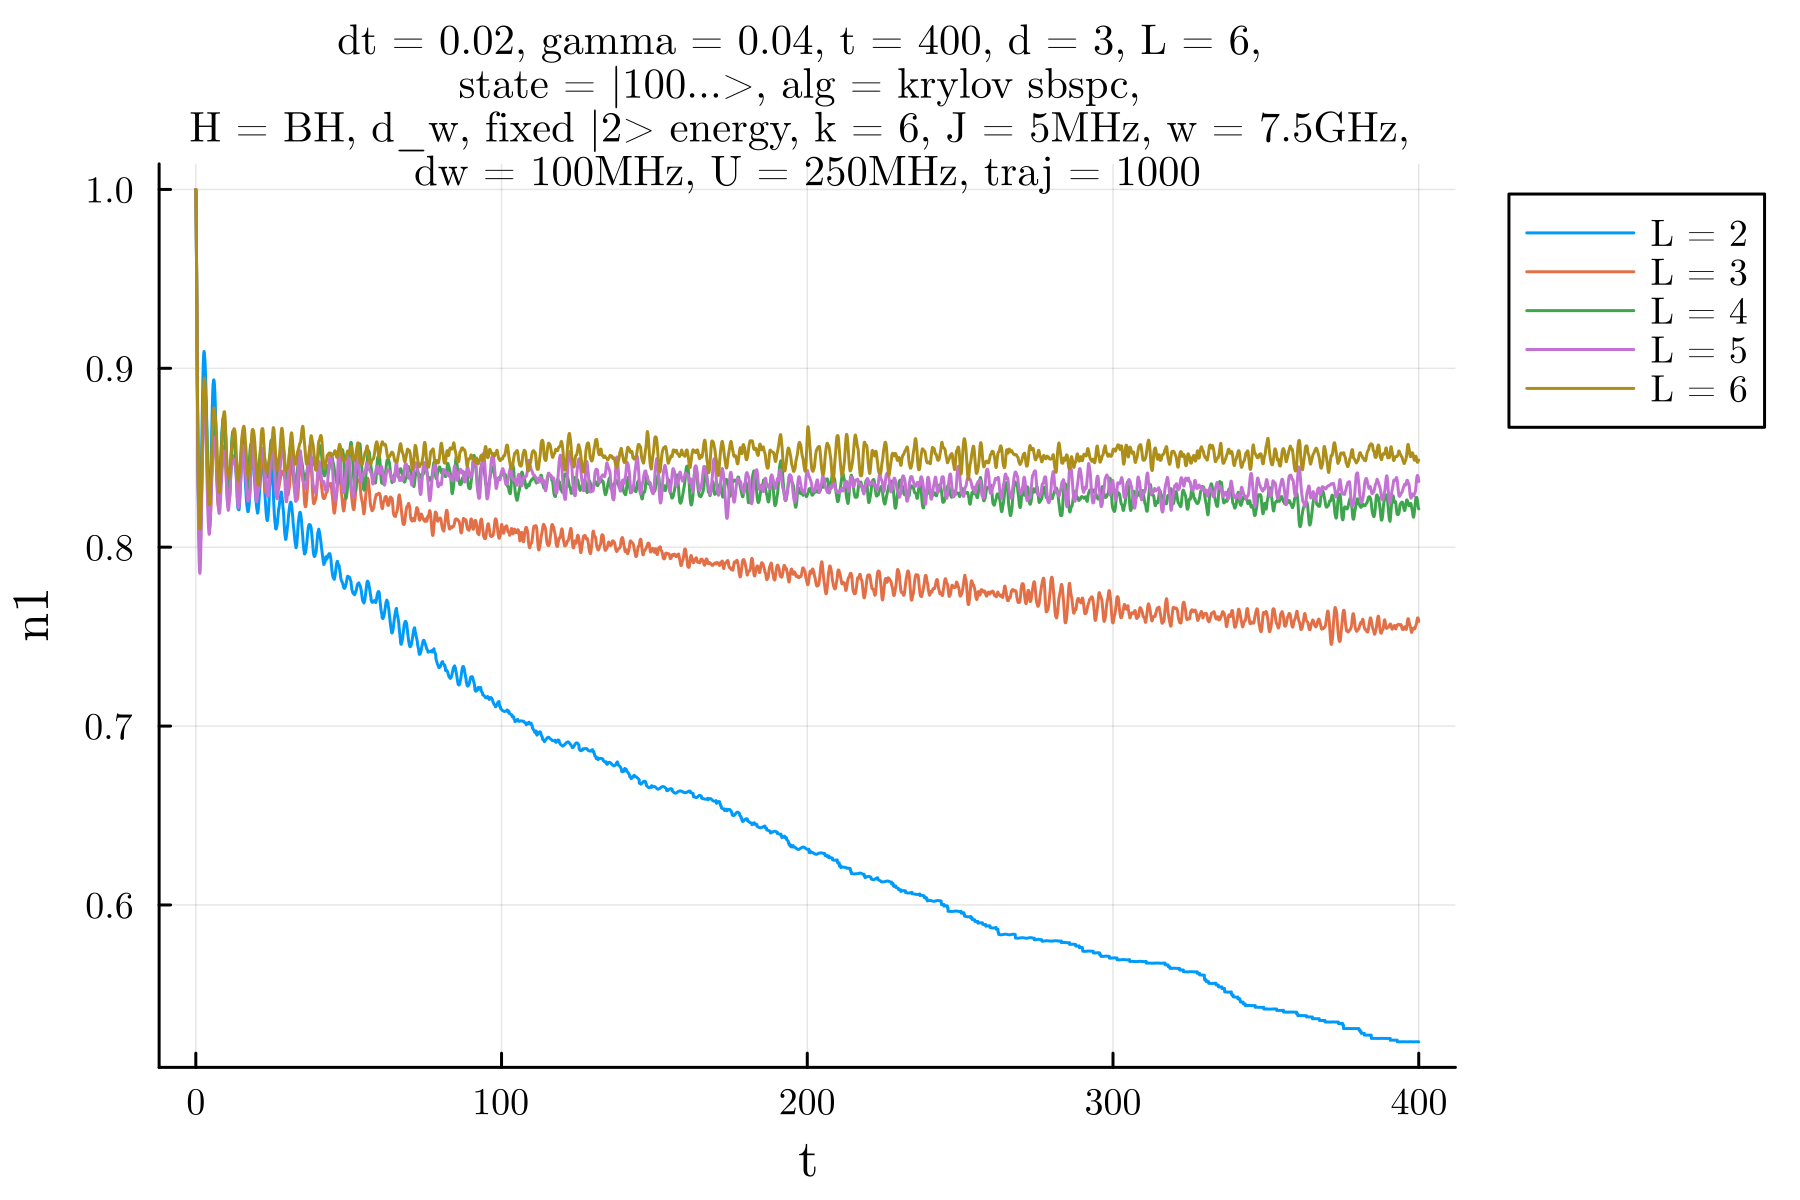 dt = 0.02, gamma = 0.04, t = 400, d = 3, L = 6,
state = |100...>, alg = krylov sbspc,
H = BH, d_w, fixed |2> energy, k = 6, J = 5MHz, w = 7.5GHz,
dw = 100MHz, U = 250MHz, traj = 1000
1.0
0.9
0.8
0.7
0.6
n1
0
100
200
300
400
t
L = 2
L = 3
L = 4
L = 5
L = 6